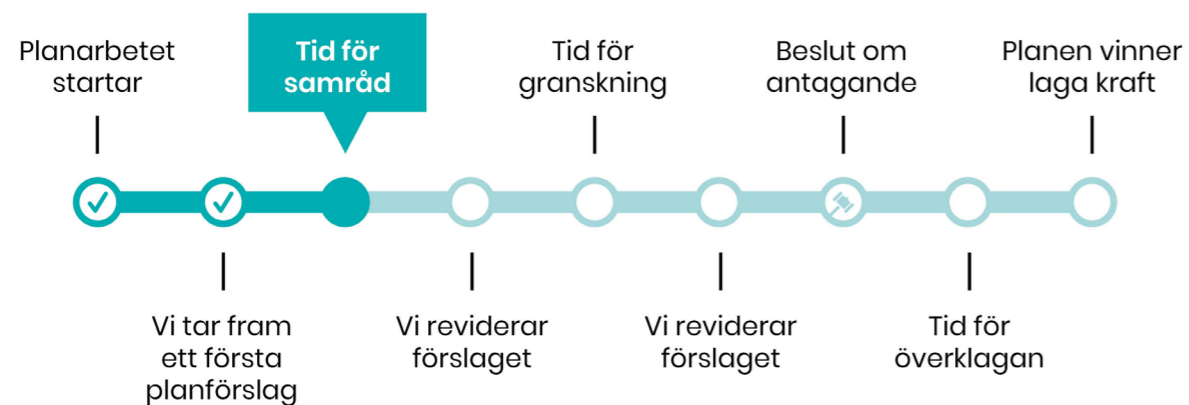 Planarbetet
startar
Tid för
samråd
Tid för
granskning
Beslut om
antagande
Planen vinner
laga kraft
Vi tar fram
ett första
planförslag
Vi reviderar
förslaget
Vi reviderar
förslaget
Tid för
överklagan